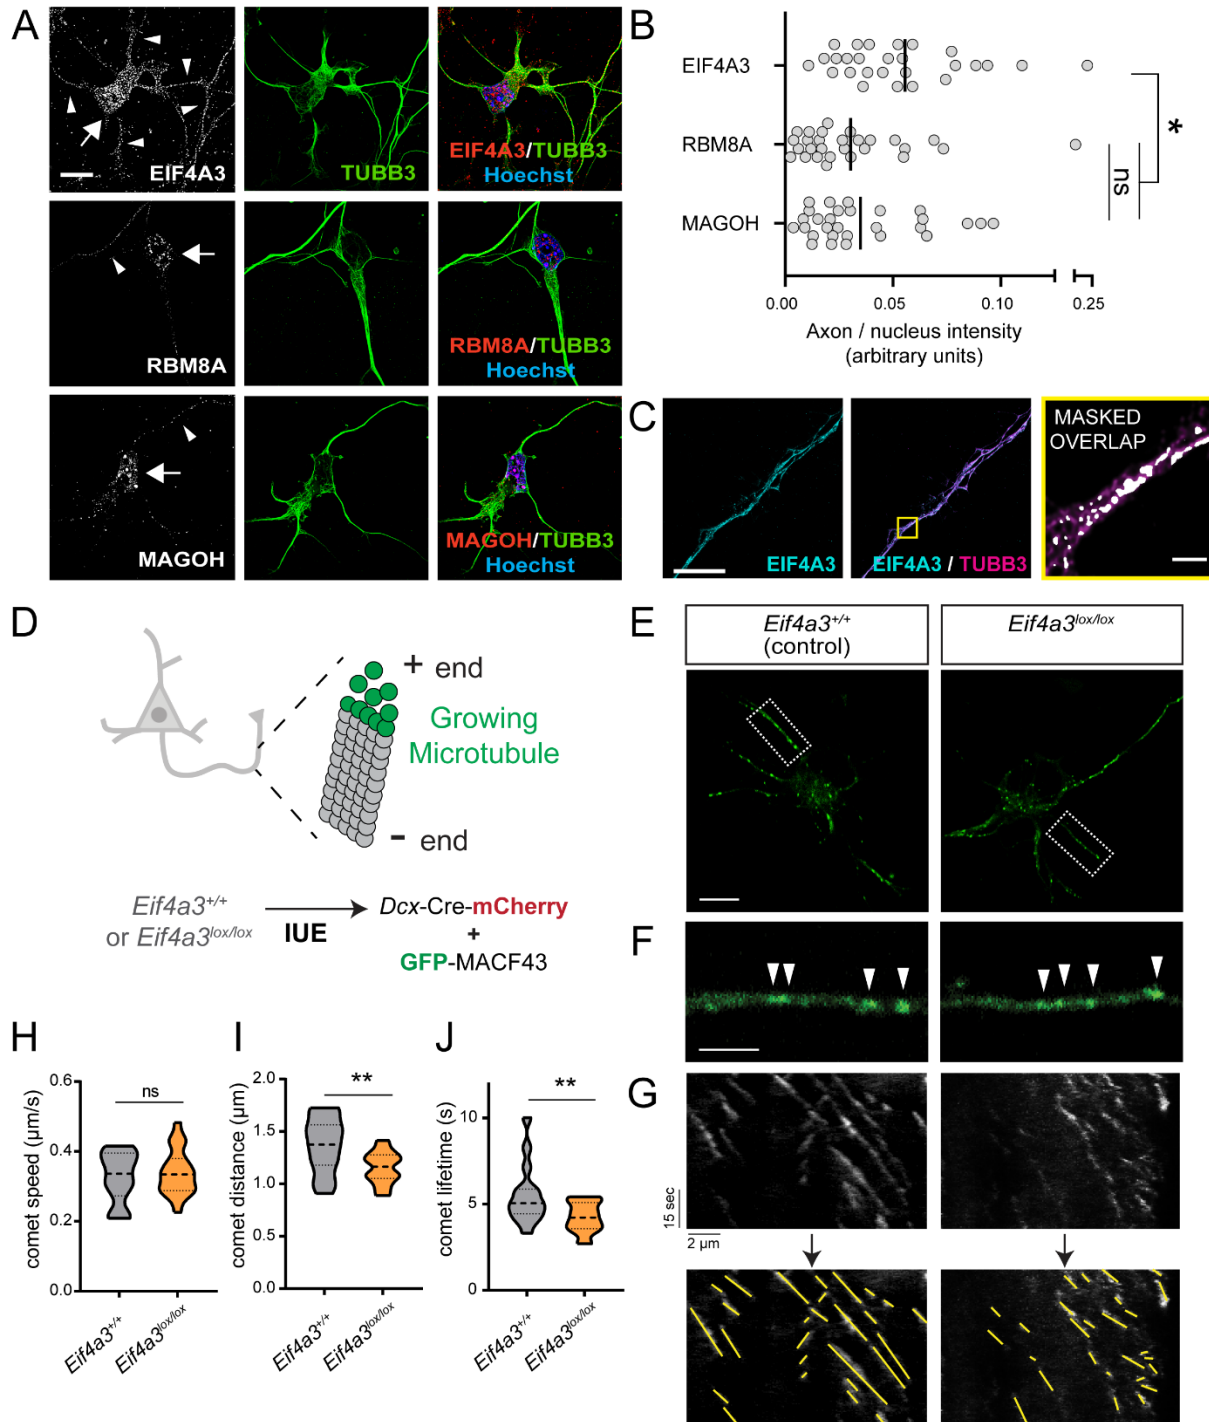 A
EIF4A3
TUBB3
EIF4A3/TUBB3
Hoechst
RBM8A
RBM8A/TUBB3
Hoechst
MAGOH
MAGOH/TUBB3
Hoechst
B
EIF4A3
RBM8A
MAGOH
*
ns
0.00
0.05
0.10
0.25
Axon / nucleus intensity
(arbitrary units)
C
EIF4A3
EIF4A3 / TUBB3
MASKED
OVERLAP
D
+ end
Growing
Microtubule
- end
Eif4a3+/+
or Eif4a3lox/lox
IUE
Dcx-Cre-mCherry
+
GFP-MACF43
E
Eif4a3+/+
(control)
Eif4a3lox/lox
F
G
15 sec
2 µm
H
comet speed (µm/s)
0.6
0.4
0.2
0.0
ns
Eif4a3+/+
Eif4a3lox/lox
I
comet distance (µm)
2.0
1.5
1.0
0.5
0.0
**
Eif4a3+/+
Eif4a3lox/lox
J
comet lifetime (s)
10
5
0
**
Eif4a3+/+
Eif4a3lox/lox